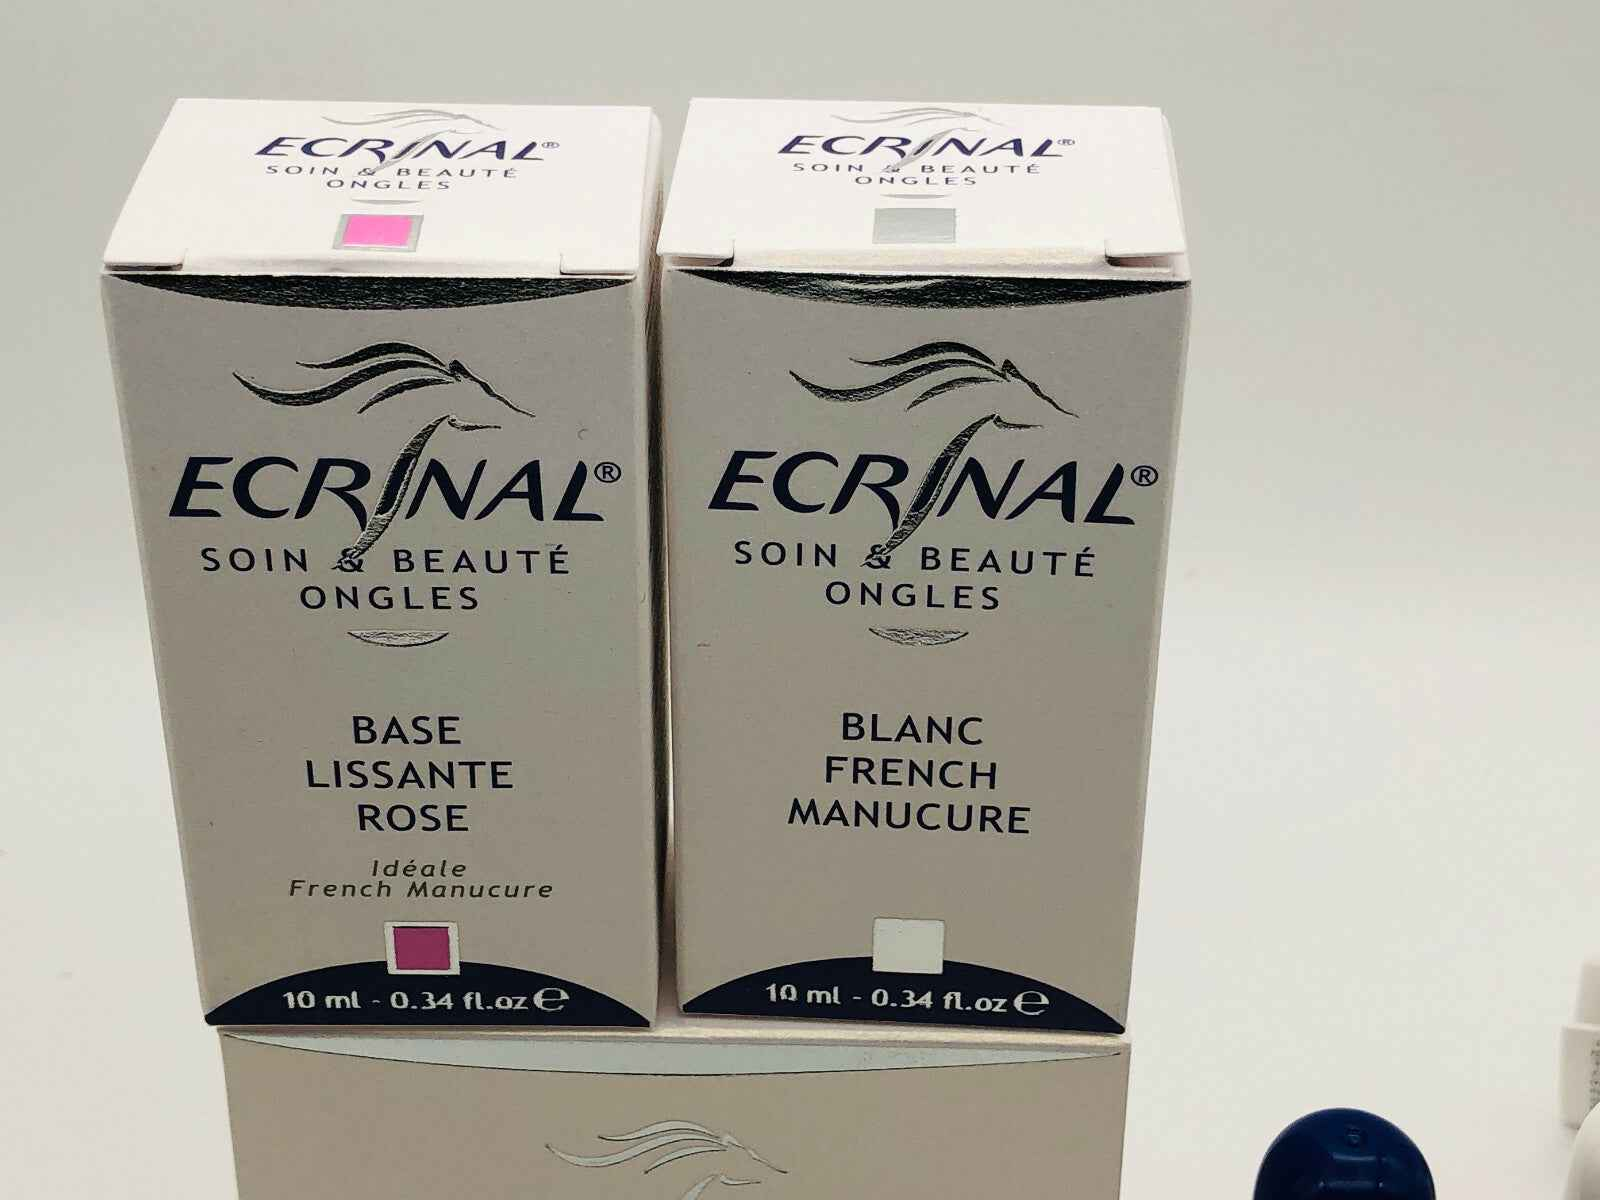 ECRINAL®
SOIN & BEAUTÉ
ONGLES
ECRINAL®
SOIN & BEAUTÉ
ONGLES
BASE
LISSANTE
ROSE
Idéale
French Manucure
10 ml - 0.34 fl.oz ℮
ECRINAL®
SOIN & BEAUTÉ
ONGLES
ECRINAL®
SOIN & BEAUTÉ
ONGLES
BLANC
FRENCH
MANUCURE
10 ml - 0.34 fl.oz ℮